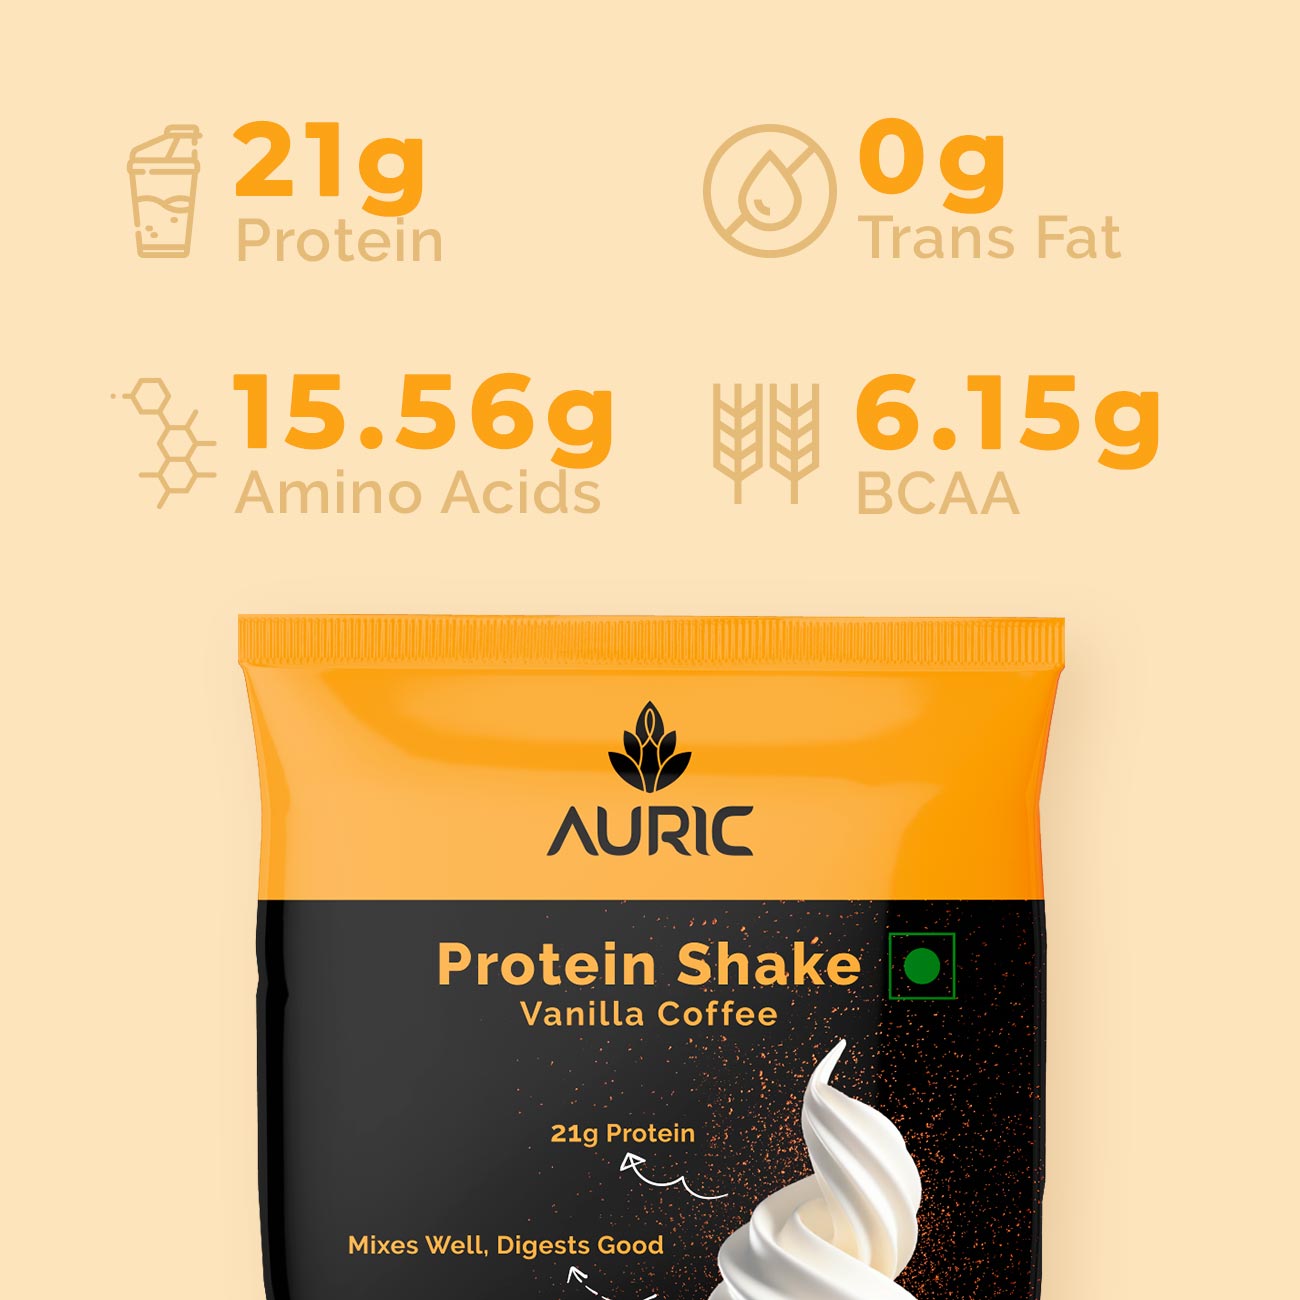 21g
Protein
0g
Trans Fat
15.56g
Amino Acids
6.15g
BCAA
AURIC
Protein Shake
Vanilla Coffee
21g Protein
Mixes Well, Digests Good